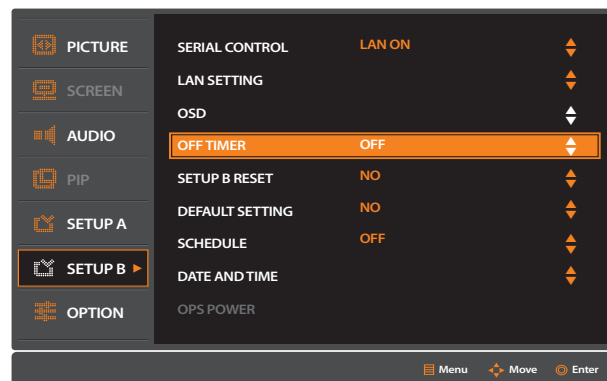 PICTURE
SCREEN
AUDIO
PIP
SETUP A
SETUP B
OPTION
SERIAL CONTROL LAN ON
LAN SETTING
OSD
OFF TIMER OFF
SETUP B RESET NO
DEFAULT SETTING NO
SCHEDULE OFF
DATE AND TIME
OPS POWER
Menu Move Enter